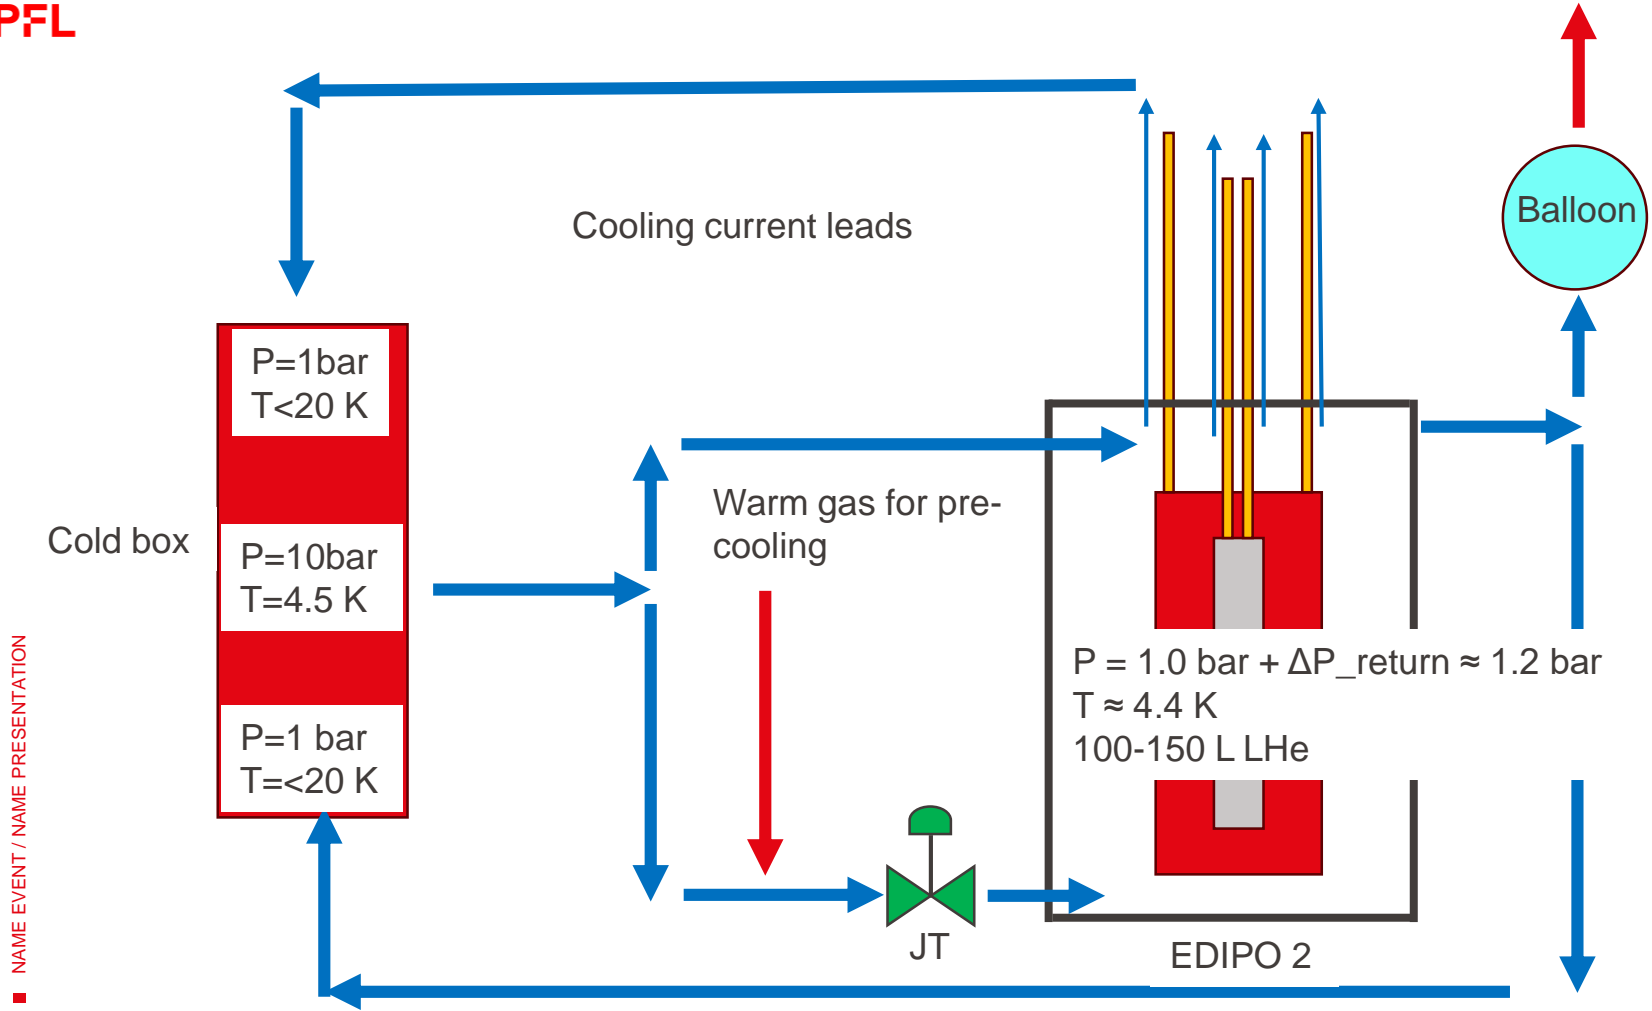 PFL
Balloon
Cooling current leads
P=1bar
T<20 K
Warm gas for pre-
cooling
Cold box
P=10bar
T=4.5 K
P = 1.0 bar + ΔP_return ≈ 1.2 bar
T ≈ 4.4 K
100-150 L LHe
P=1 bar
T=<20 K
JT
EDIPO 2
NAME EVENT / NAME PRESENTATION